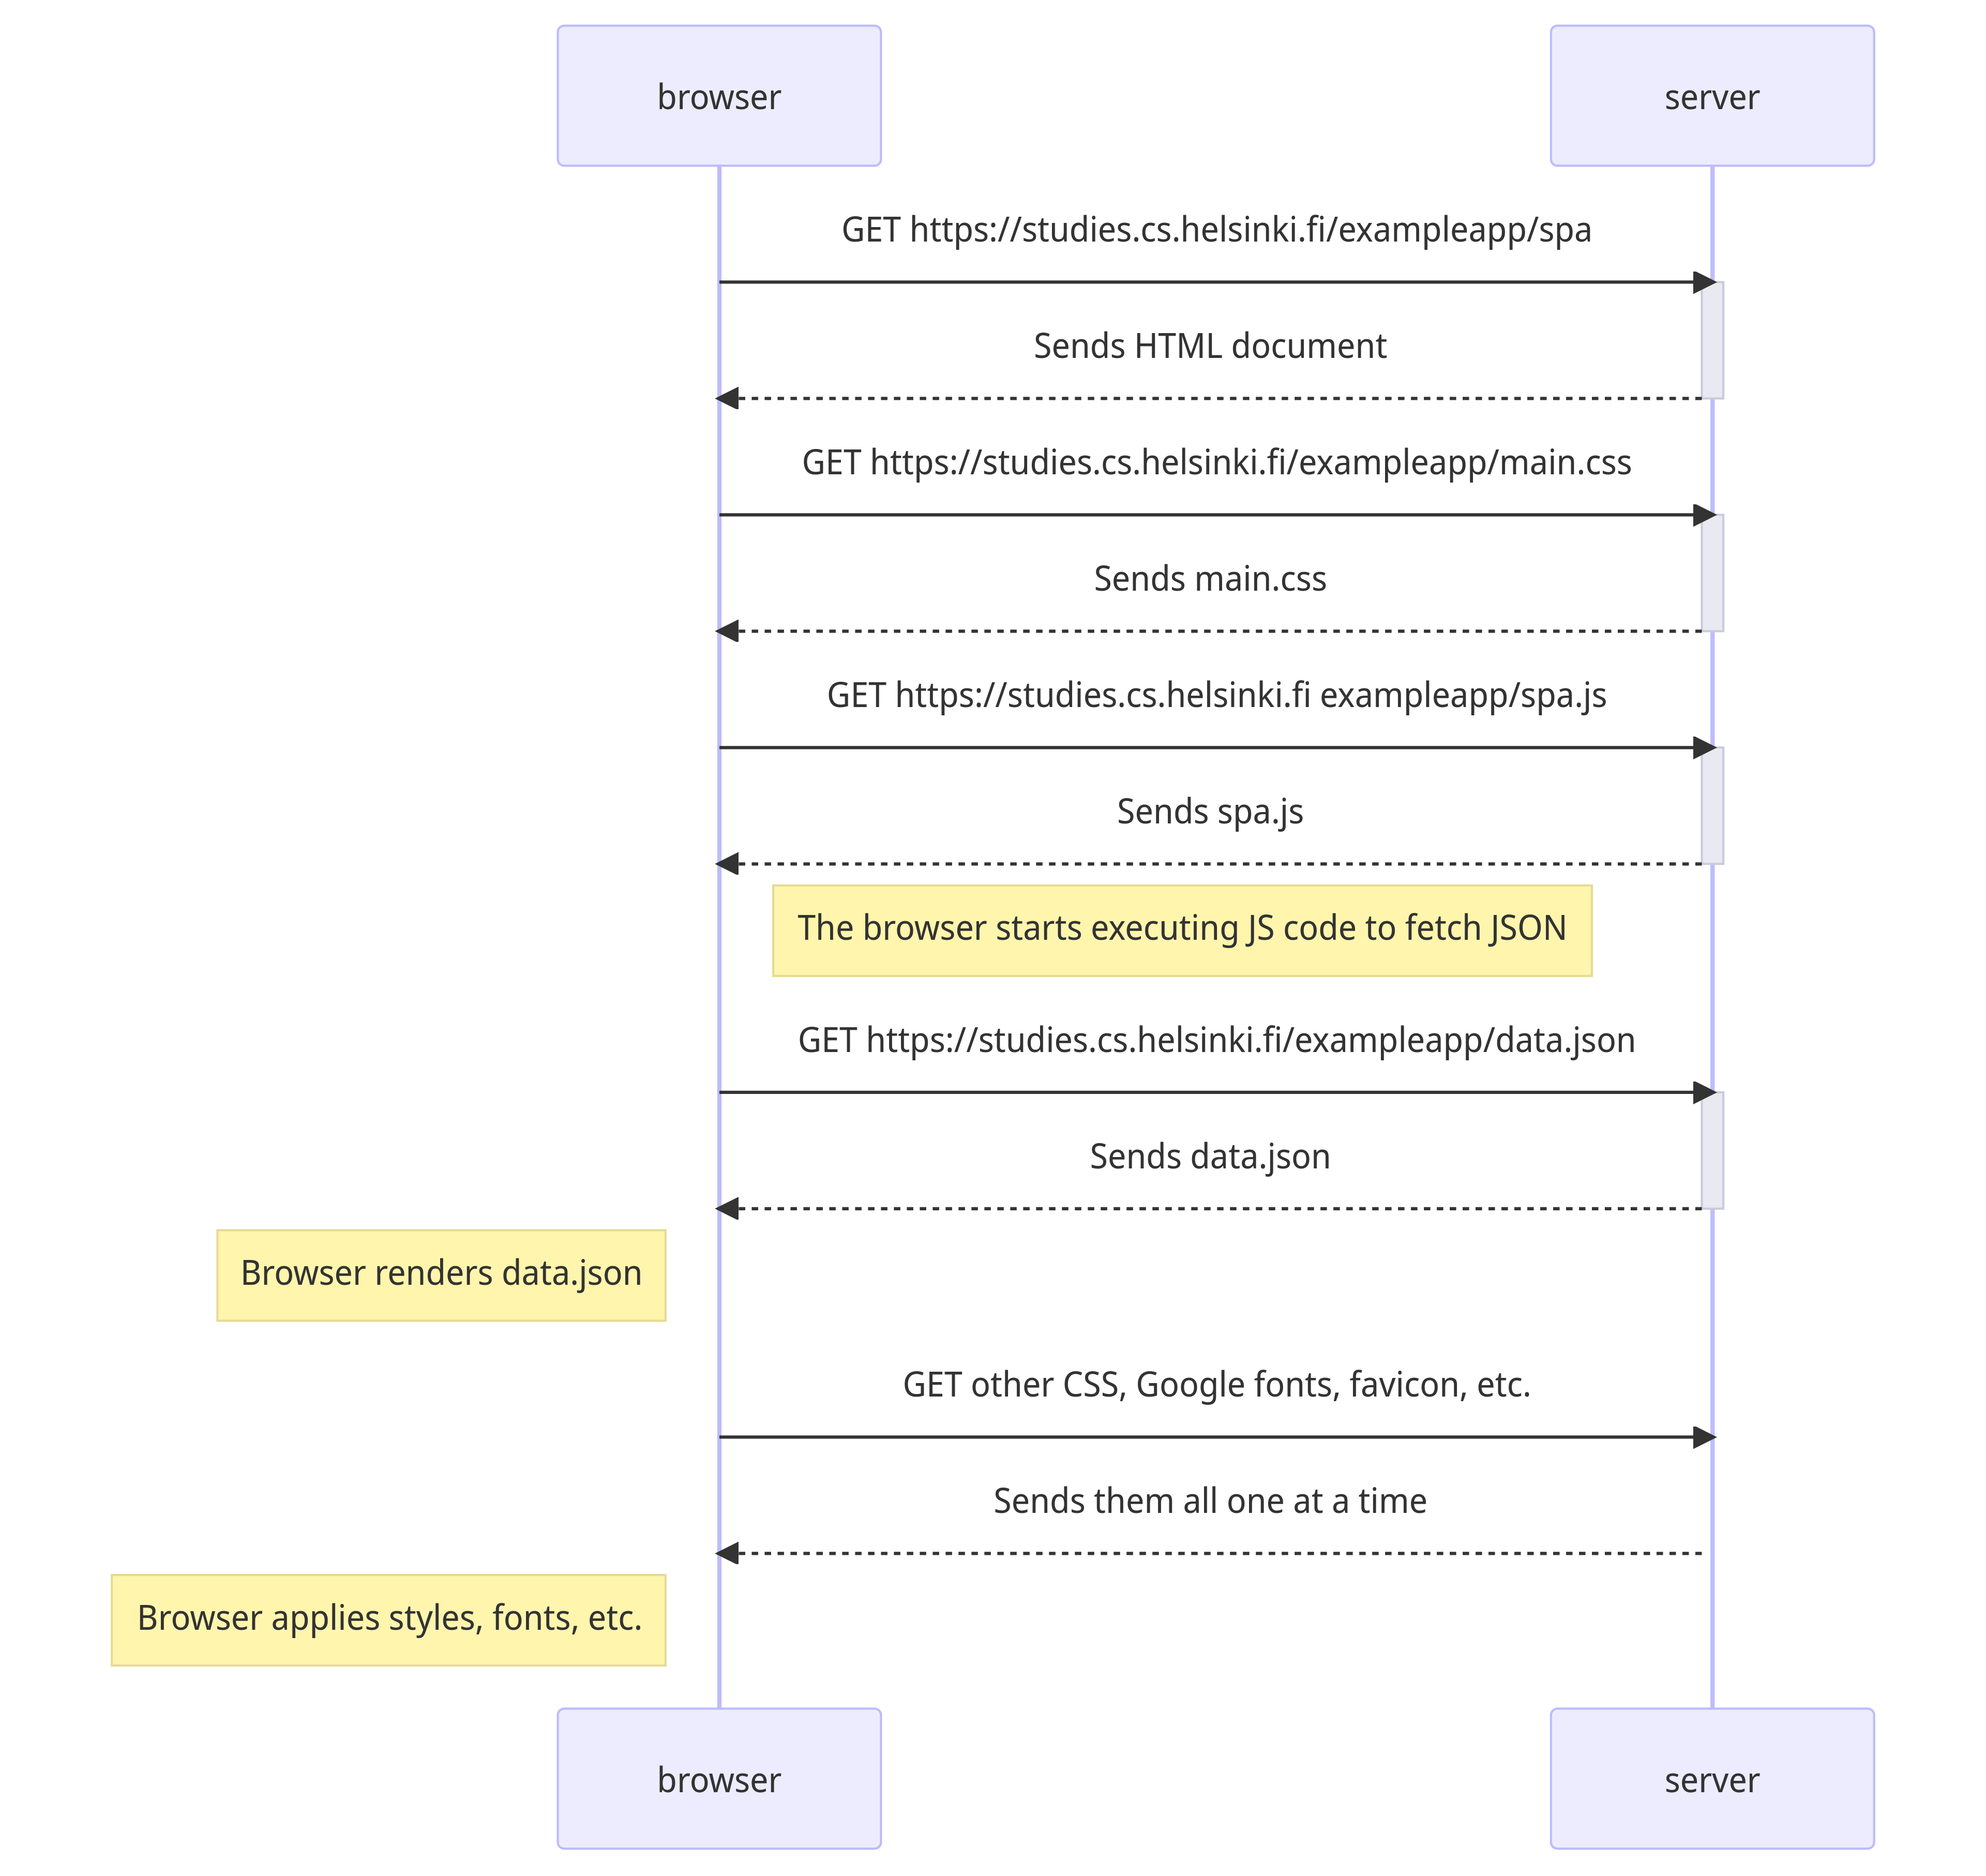 browser
server
GET https://studies.cs.helsinki.fi/exampleapp/spa
Sends HTML document
GET https://studies.cs.helsinki.fi/exampleapp/main.css
Sends main.css
GET https://studies.cs.helsinki.fi exampleapp/spa.js
Sends spa.js
The browser starts executing JS code to fetch JSON
GET https://studies.cs.helsinki.fi/exampleapp/data.json
Sends data.json
Browser renders data.json
GET other CSS, Google fonts, favicon, etc.
Sends them all one at a time
Browser applies styles, fonts, etc.
browser
server